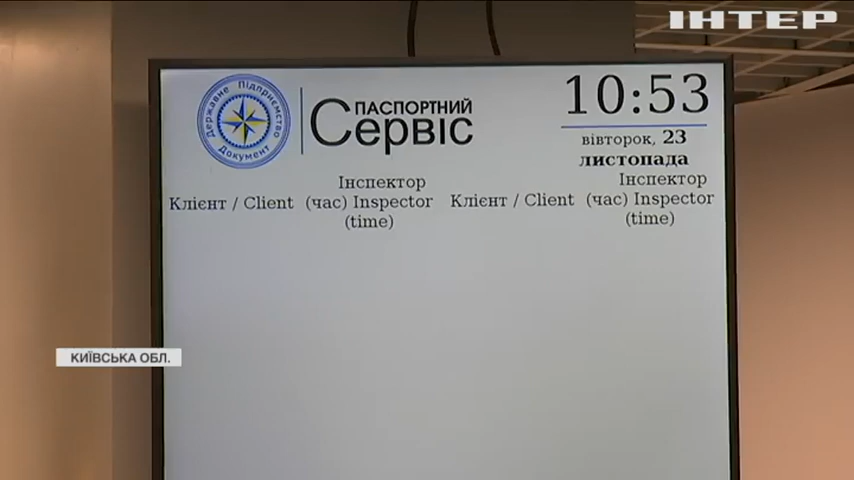 ІНТЕР
Державне Підприємство
Документ
ПАСПОРТНИЙ
Сервіс
10:53
вівторок, 23
листопада
Клієнт / Client
Інспектор
(час) Inspector
(time)
Клієнт / Client
Інспектор
(час) Inspector
(time)
КИЇВСЬКА ОБЛ.